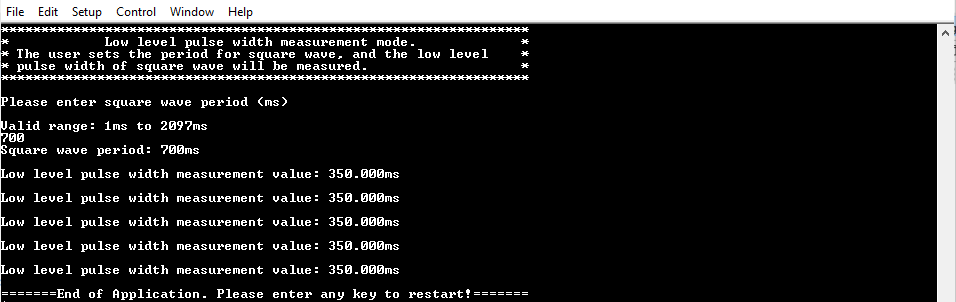 File Edit Setup Control Window Help
******************************************************************
* Low level pulse width measurement mode. *
* The user sets the period for square wave, and the low level *
* pulse width of square wave will be measured. *
******************************************************************
Please enter square wave period (ms)
Valid range: 1ms to 2097ms
700
Square wave period: 700ms
Low level pulse width measurement value: 350.000ms
Low level pulse width measurement value: 350.000ms
Low level pulse width measurement value: 350.000ms
Low level pulse width measurement value: 350.000ms
Low level pulse width measurement value: 350.000ms
=======End of Application. Please enter any key to restart!=======